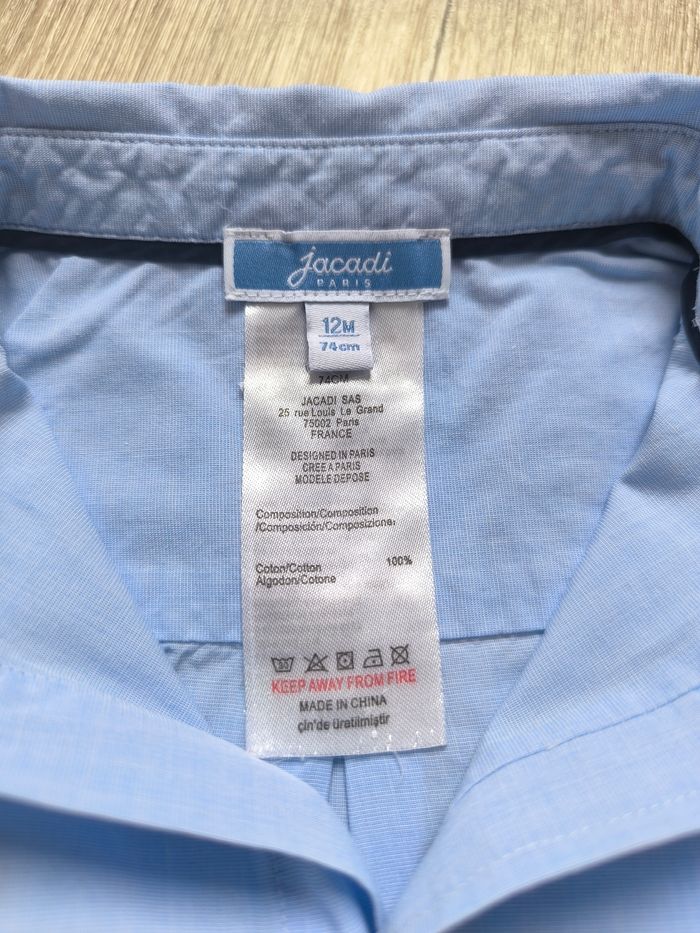 jacadi
PARIS
12M
74cm
74CM
JACADI SAS
25 rue Louis Le Grand
75002 Paris
FRANCE
DESIGNED IN PARIS
CREE A PARIS
MODELE DEPOSE
Composition/Composition
/Composición/Composizione:
Coton/Cotton 100%
Algodon/Cotone
KEEP AWAY FROM FIRE
MADE IN CHINA
çin'de üretilmiştir